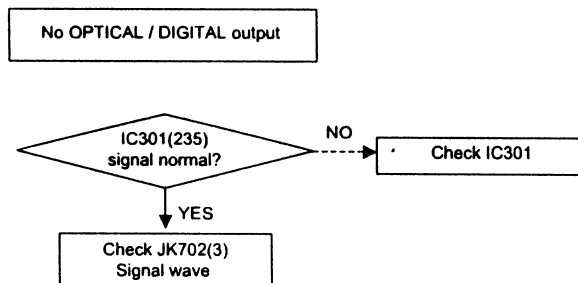 No OPTICAL / DIGITAL output
IC301(235)
signal normal?
NO
Check IC301
YES
Check JK702(3)
Signal wave